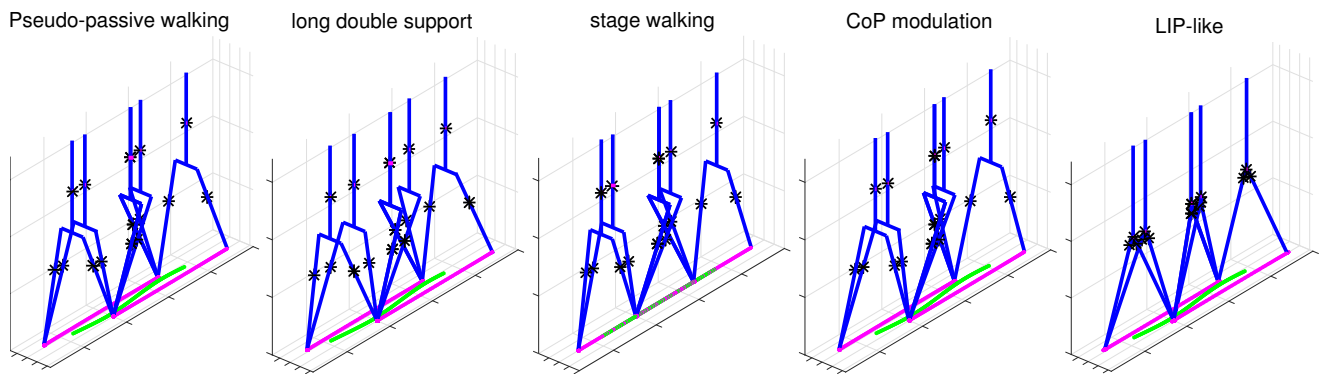 Pseudo-passive walking
long double support
stage walking
CoP modulation
LIP-like